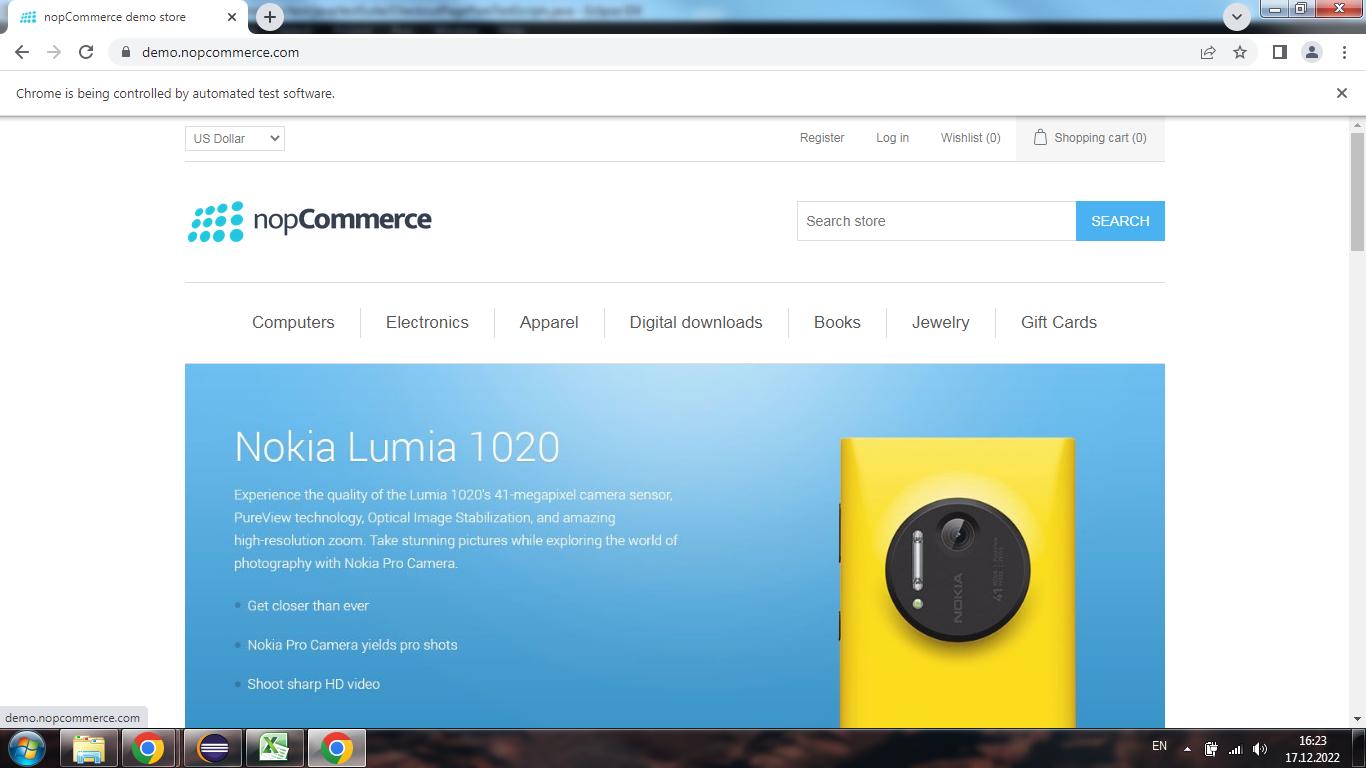 nopCommerce demo store
demo.nopcommerce.com
Chrome is being controlled by automated test software.
US Dollar
Register
Log in
Wishlist (0)
Shopping cart (0)
nopCommerce
Search store
SEARCH
Computers
Electronics
Apparel
Digital downloads
Books
Jewelry
Gift Cards
Nokia Lumia 1020
Experience the quality of the Lumia 1020's 41-megapixel camera sensor,
PureView technology, Optical Image Stabilization, and amazing
high-resolution zoom. Take stunning pictures while exploring the world of
photography with Nokia Pro Camera.
Get closer than ever
Nokia Pro Camera yields pro shots
Shoot sharp HD video
NOKIA
41
demo.nopcommerce.com
EN
16:23
17.12.2022